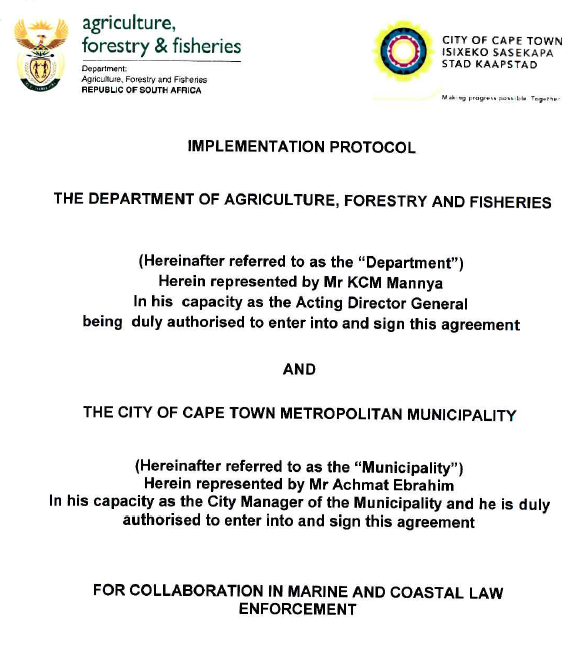 agriculture,
forestry & fisheries
Department:
Agriculture, Forestry and Fisheries
REPUBLIC OF SOUTH AFRICA
CITY OF CAPE TOWN
ISIXEKO SASEKAPA
STAD KAAPSTAD
Making progress possible. Together.
IMPLEMENTATION PROTOCOL
THE DEPARTMENT OF AGRICULTURE, FORESTRY AND FISHERIES
(Hereinafter referred to as the “Department”)
Herein represented by Mr KCM Mannya
In his capacity as the Acting Director General
being duly authorised to enter into and sign this agreement
AND
THE CITY OF CAPE TOWN METROPOLITAN MUNICIPALITY
(Hereinafter referred to as the “Municipality”)
Herein represented by Mr Achmat Ebrahim
In his capacity as the City Manager of the Municipality and he is duly
authorised to enter into and sign this agreement
FOR COLLABORATION IN MARINE AND COASTAL LAW
ENFORCEMENT